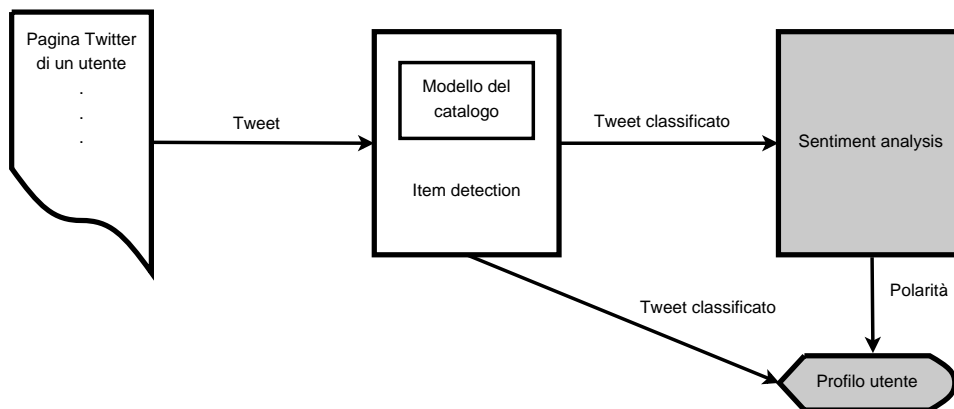 Pagina Twitter
di un utente
.
.
.
Tweet
Modello del
catalogo
Item detection
Tweet classificato
Sentiment analysis
Tweet classificato
Polarità
Profilo utente